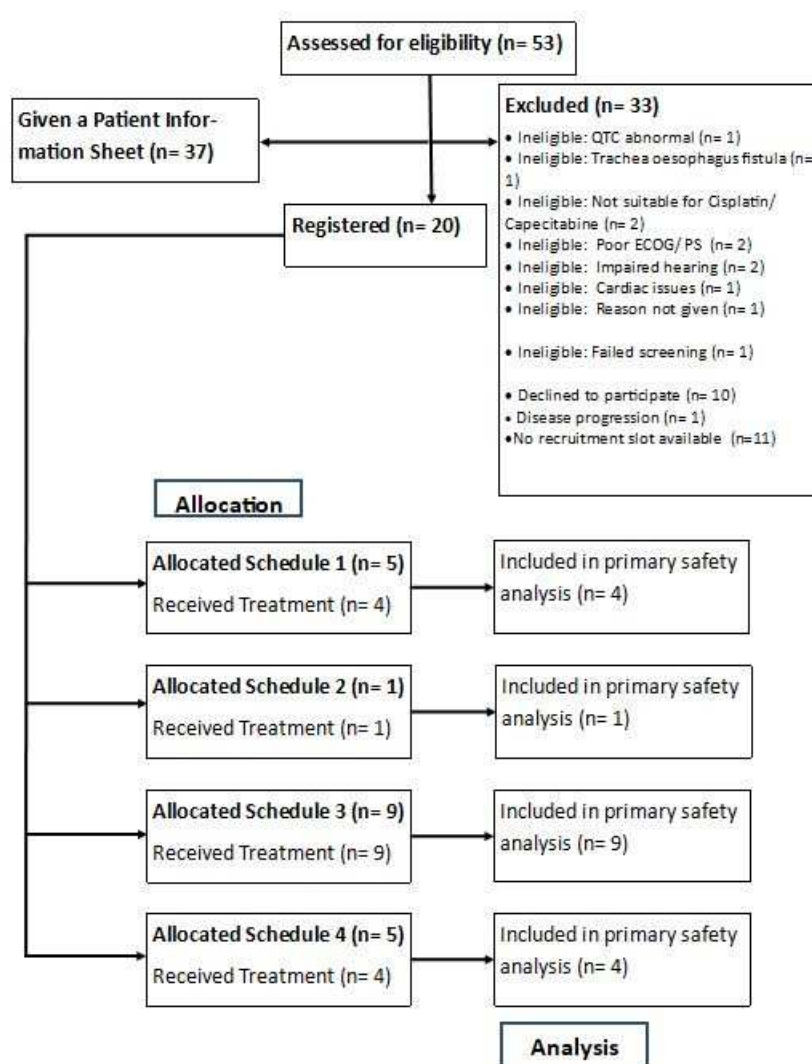 Assessed for eligibility (n= 53)
Given a Patient Infor-
mation Sheet (n= 37)
Excluded (n= 33)
• Ineligible: QTC abnormal (n= 1)
• Ineligible: Trachea oesophagus fistula (n=
1)
• Ineligible: Not suitable for Cisplatin/
Capecitabine (n= 2)
• Ineligible: Poor ECOG/ PS (n= 2)
• Ineligible: Impaired hearing (n= 2)
• Ineligible: Cardiac issues (n= 1)
• Ineligible: Reason not given (n= 1)
• Ineligible: Failed screening (n= 1)
• Declined to participate (n= 10)
• Disease progression (n= 1)
•No recruitment slot available (n=11)
Registered (n= 20)
Allocation
Allocated Schedule 1 (n= 5)
Received Treatment (n= 4)
Included in primary safety
analysis (n= 4)
Allocated Schedule 2 (n= 1)
Received Treatment (n= 1)
Included in primary safety
analysis (n= 1)
Allocated Schedule 3 (n= 9)
Received Treatment (n= 9)
Included in primary safety
analysis (n= 9)
Allocated Schedule 4 (n= 5)
Received Treatment (n= 4)
Included in primary safety
analysis (n= 4)
Analysis